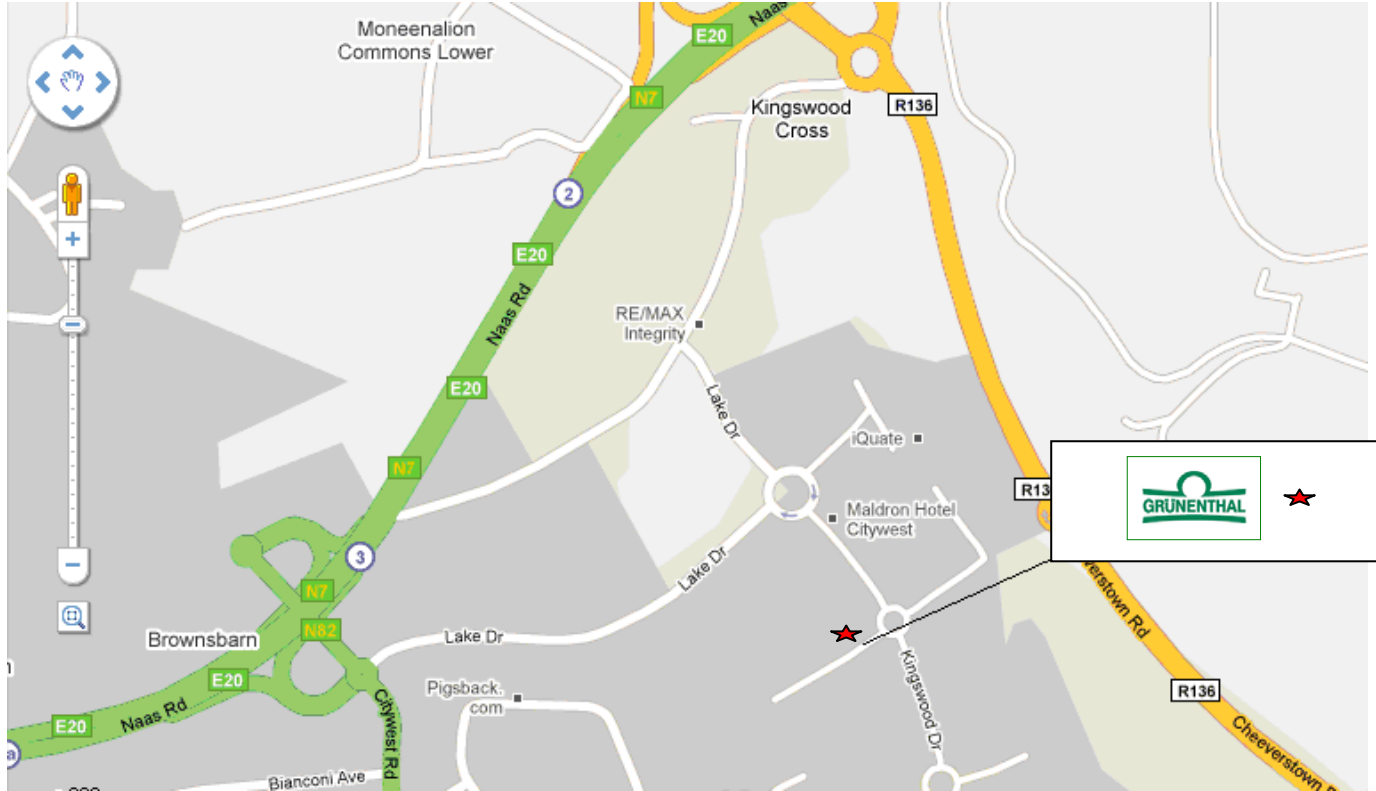 Moneenalion
Commons Lower
E20
Naas
N7
Kingswood
Cross
R136
2
E20
Naas Rd
RE/MAX
Integrity
E20
Lake Dr
iQuate
N7
R13
GRÜNENTHAL
Maldron Hotel
Citywest
3
Lake Dr
N7
N82
Brownsbarn
Lake Dr
verstown Rd
E20
Pigsback.
com
Kingswood Dr
R136
E20
Naas Rd
Citywest Rd
Cheeverstown R
a
Bianconi Ave